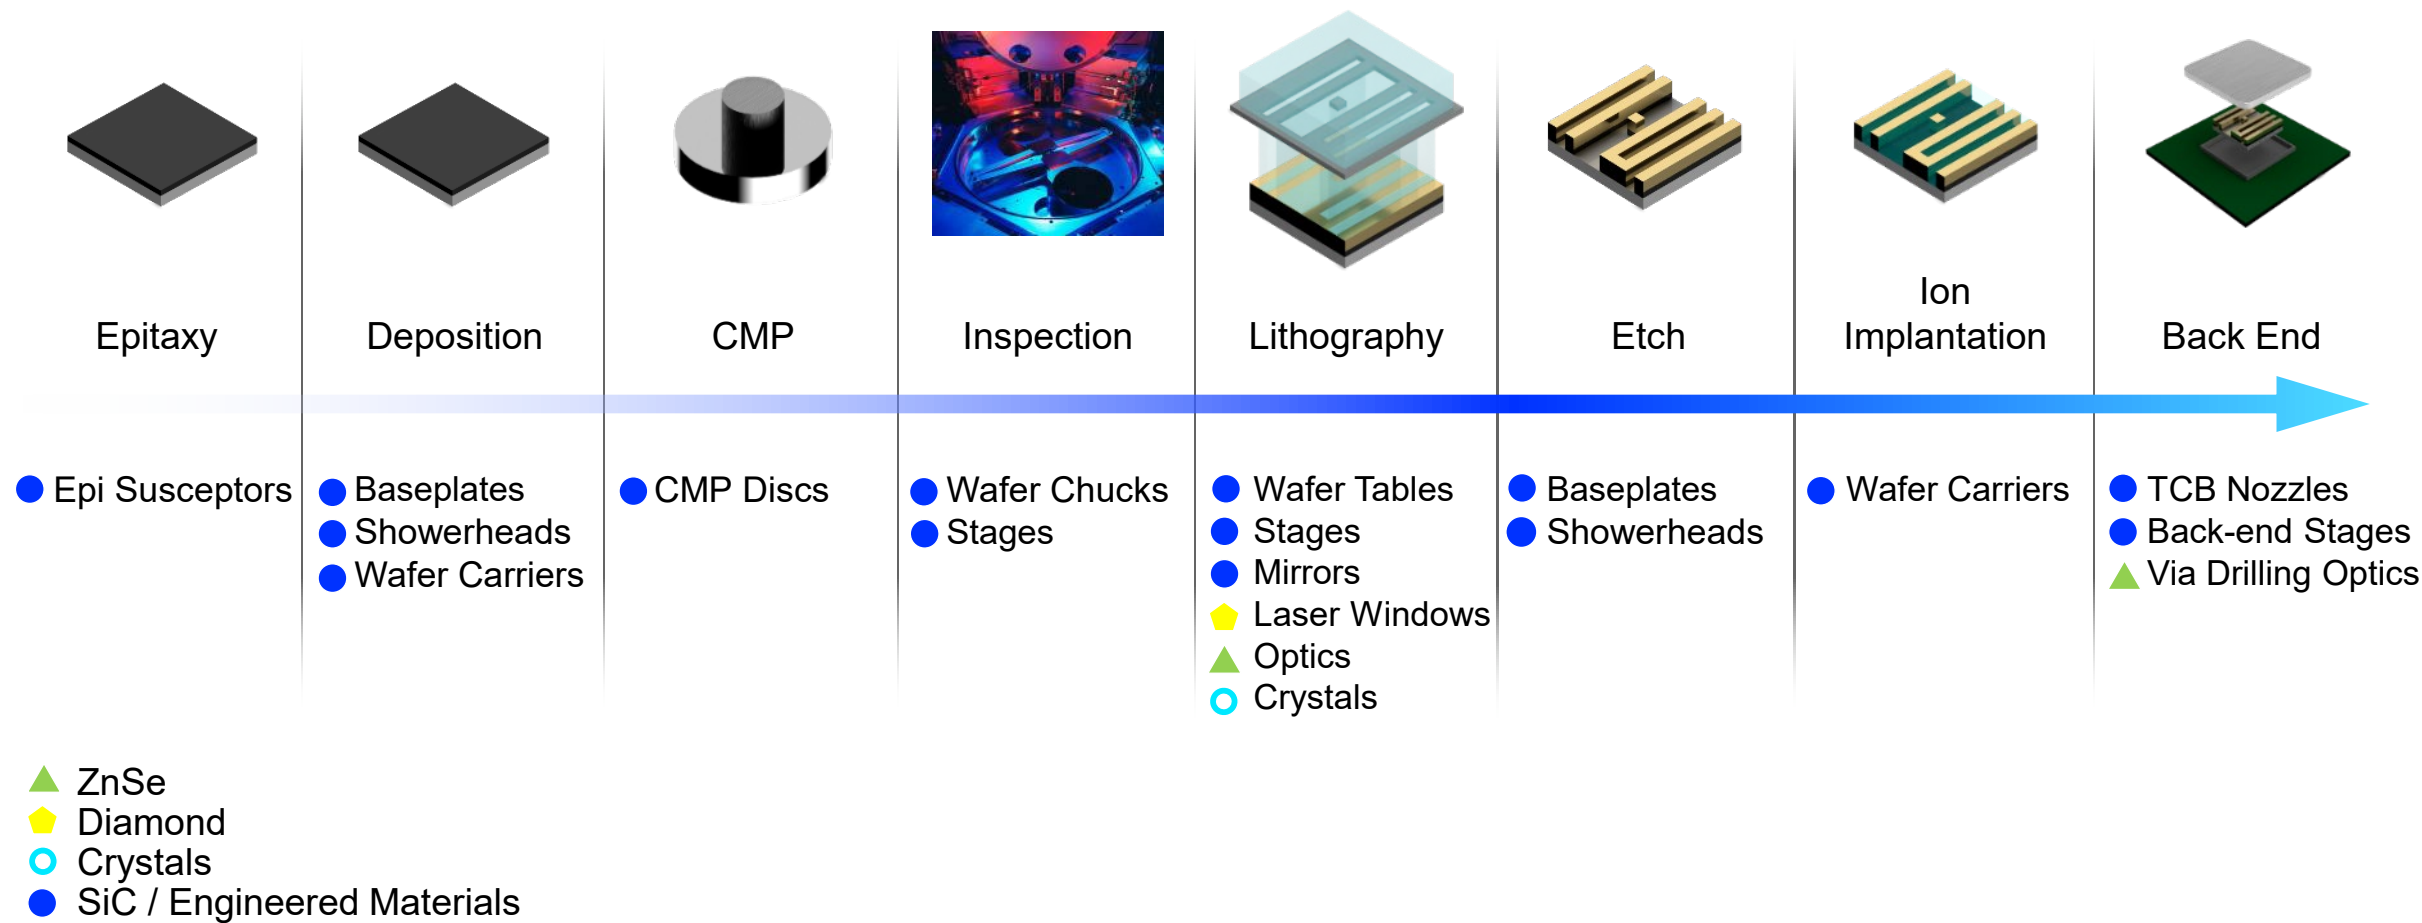 Epitaxy
Deposition
CMP
Inspection
Lithography
Etch
Ion
Implantation
Back End
Epi Susceptors
Baseplates
Showerheads
Wafer Carriers
CMP Discs
Wafer Chucks
Stages
Wafer Tables
Stages
Mirrors
Laser Windows
Optics
Crystals
Baseplates
Showerheads
Wafer Carriers
TCB Nozzles
Back-end Stages
Via Drilling Optics
ZnSe
Diamond
Crystals
SiC / Engineered Materials